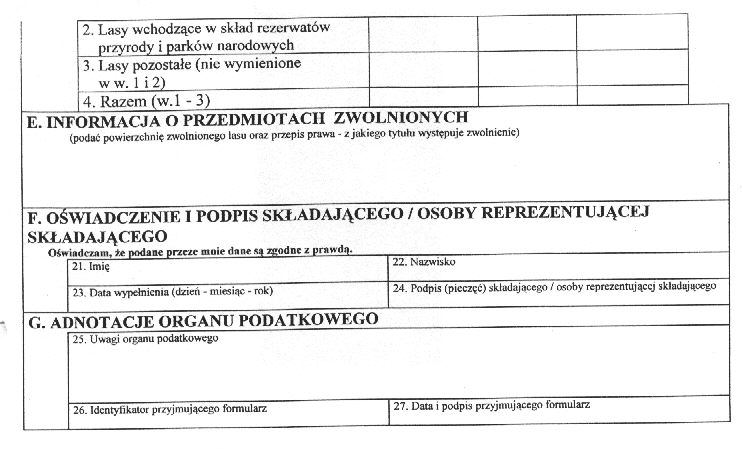 2. Lasy wchodzące w skład rezerwatów
przyrody i parków narodowych
3. Lasy pozostałe (nie wymienione
w w. 1 i 2)
4. Razem (w.1 - 3)
E. INFORMACJA O PRZEDMIOTACH ZWOLNIONYCH
(podać powierzchnię zwolnionego lasu oraz przepis prawa - z jakiego tytułu występuje zwolnienie)
F. OŚWIADCZENIE I PODPIS SKŁADAJĄCEGO / OSOBY REPREZENTUJĄCEJ
SKŁADAJĄCEGO
Oświadczam, że podane przeze mnie dane są zgodne z prawdą.
21. Imię
22. Nazwisko
23. Data wypełnienia (dzień - miesiąc - rok)
24. Podpis (pieczęć) składającego / osoby reprezentującej składającego
G. ADNOTACJE ORGANU PODATKOWEGO
25. Uwagi organu podatkowego
26. Identyfikator przyjmującego formularz
27. Data i podpis przyjmującego formularz